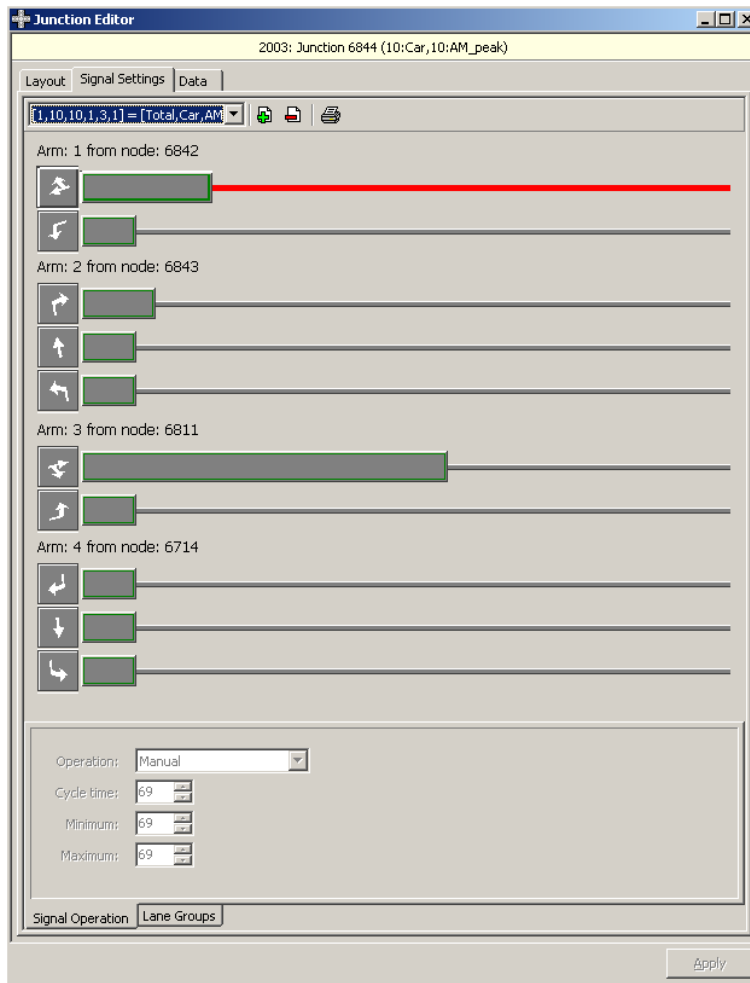 Junction Editor
2003: Junction 6844 (10:Car,10:AM_peak)
Layout Signal Settings Data
[1,10,10,1,3,1] = [Total,Car,AM
Arm: 1 from node: 6842
Arm: 2 from node: 6843
Arm: 3 from node: 6811
Arm: 4 from node: 6714
Operation: Manual
Cycle time: 69
Minimum: 69
Maximum: 69
Signal Operation Lane Groups
Apply